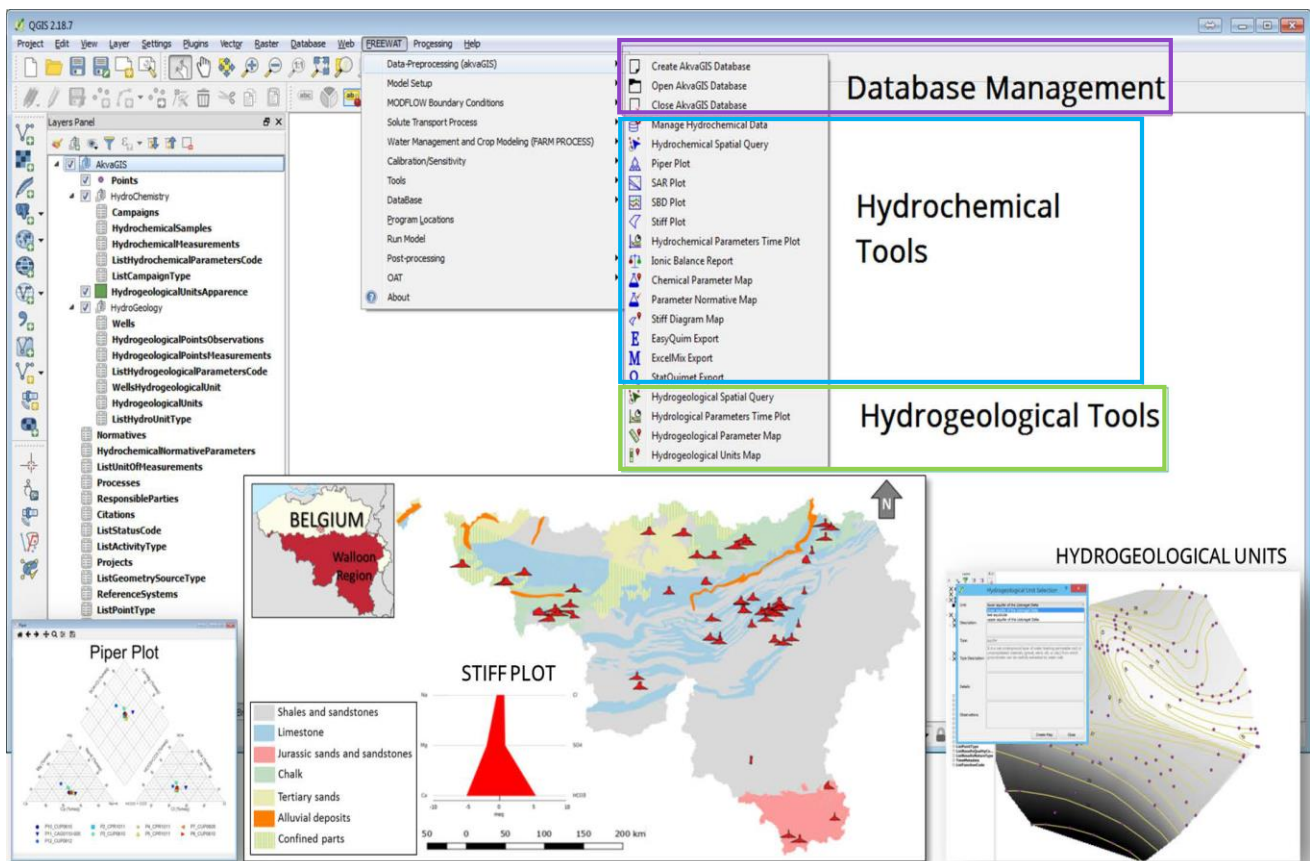 QGIS 2.18.7
Project Edit View Layer Settings Plugins Vector Raster Database Web FREEWAT Processing Help
Data-Preprocessing (akvaGIS)
Model Setup
MODFLOW Boundary Conditions
Solute Transport Process
Water Management and Crop Modeling (FARM PROCESS)
Calibration/Sensitivity
Tools
DataBase
Program Locations
Run Model
Post-processing
OAT
About
Create AkvaGIS Database
Open AkvaGIS Database
Close AkvaGIS Database
Manage Hydrochemical Data
Hydrochemical Spatial Query
Piper Plot
SAR Plot
SBD Plot
Stiff Plot
Hydrochemical Parameters Time Plot
Ionic Balance Report
Chemical Parameter Map
Parameter Normative Map
Stiff Diagram Map
EasyQuim Export
ExcelMix Export
StatQuimet Export
Hydrogeological Spatial Query
Hydrological Parameters Time Plot
Hydrogeological Parameter Map
Hydrogeological Units Map
Database Management
Hydrochemical
Tools
Hydrogeological Tools
Layers Panel
AkvaGIS
Points
HydroChemistry
Campaigns
HydrochemicalSamples
HydrochemicalMeasurements
ListHydrochemicalParametersCode
ListCampaignType
HydrogeologicalUnitsApparence
HydroGeology
Wells
HydrogeologicalPointsObservations
HydrogeologicalPointsMeasurements
ListHydrogeologicalParametersCode
WellsHydrogeologicalUnit
HydrogeologicalUnits
ListHydroUnitType
Normatives
HydrochemicalNormativeParameters
ListUnitOfMeasurements
Processes
ResponsibleParties
Citations
ListStatusCode
ListActivityType
Projects
ListGeometrySourceType
ReferenceSystems
ListPointType
Piper Plot
BELGIUM
Walloon
Region
N
STIFF PLOT
Na Cl
Mg SO4
Ca HCO3
-10 -5 0 5 10
meq
Shales and sandstones
Limestone
Jurassic sands and sandstones
Chalk
Tertiary sands
Alluvial deposits
Confined parts
50 0 50 100 150 200 km
HYDROGEOLOGICAL UNITS
Hydrogeological Unit Selection
Create Map Close